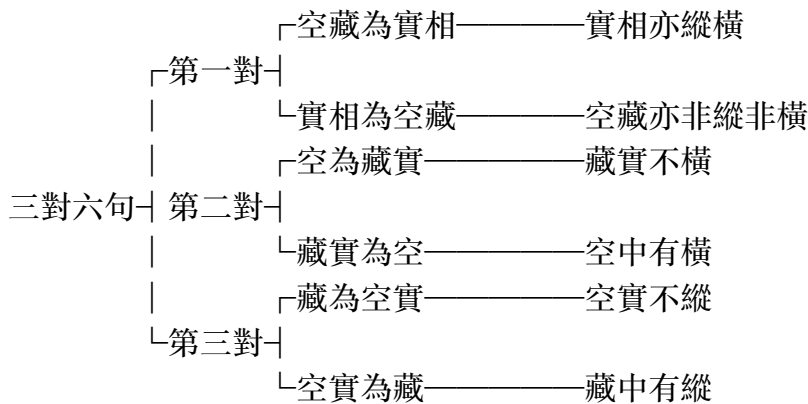 空藏為實相 實相亦縱橫
第一對
實相為空藏 空藏亦非縱非橫
空為藏實 藏實不橫
三對六句 第二對
藏實為空 空中有橫
藏為空實 空實不縱
第三對
空實為藏 藏中有縱